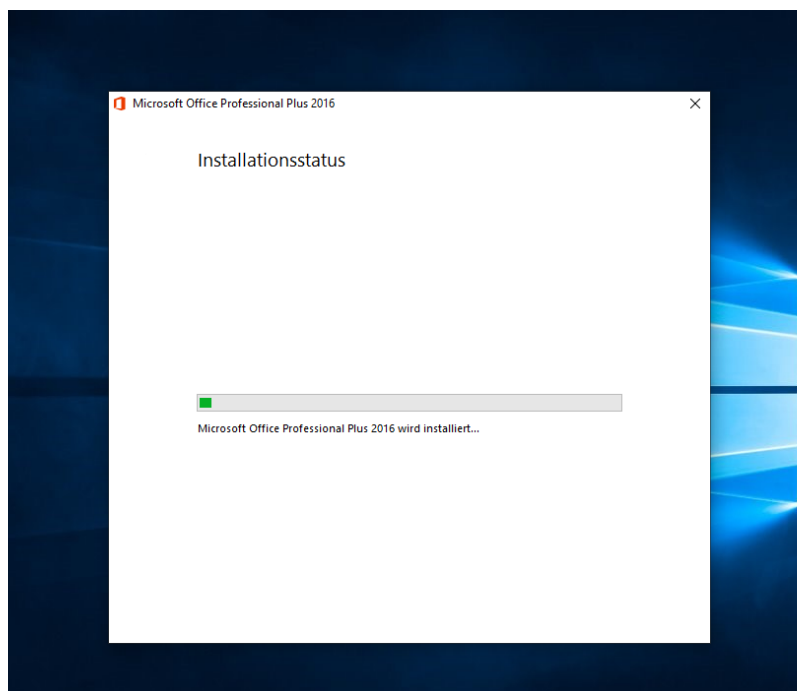 Microsoft Office Professional Plus 2016
Installationsstatus
Microsoft Office Professional Plus 2016 wird installiert...